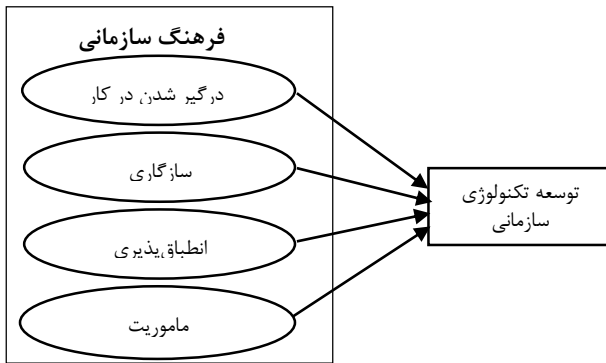 فرهنگ سازمانی
درگیر شدن در کار
سازگاری
انطباق‌پذیری
ماموریت
توسعه تکنولوژی
سازمانی